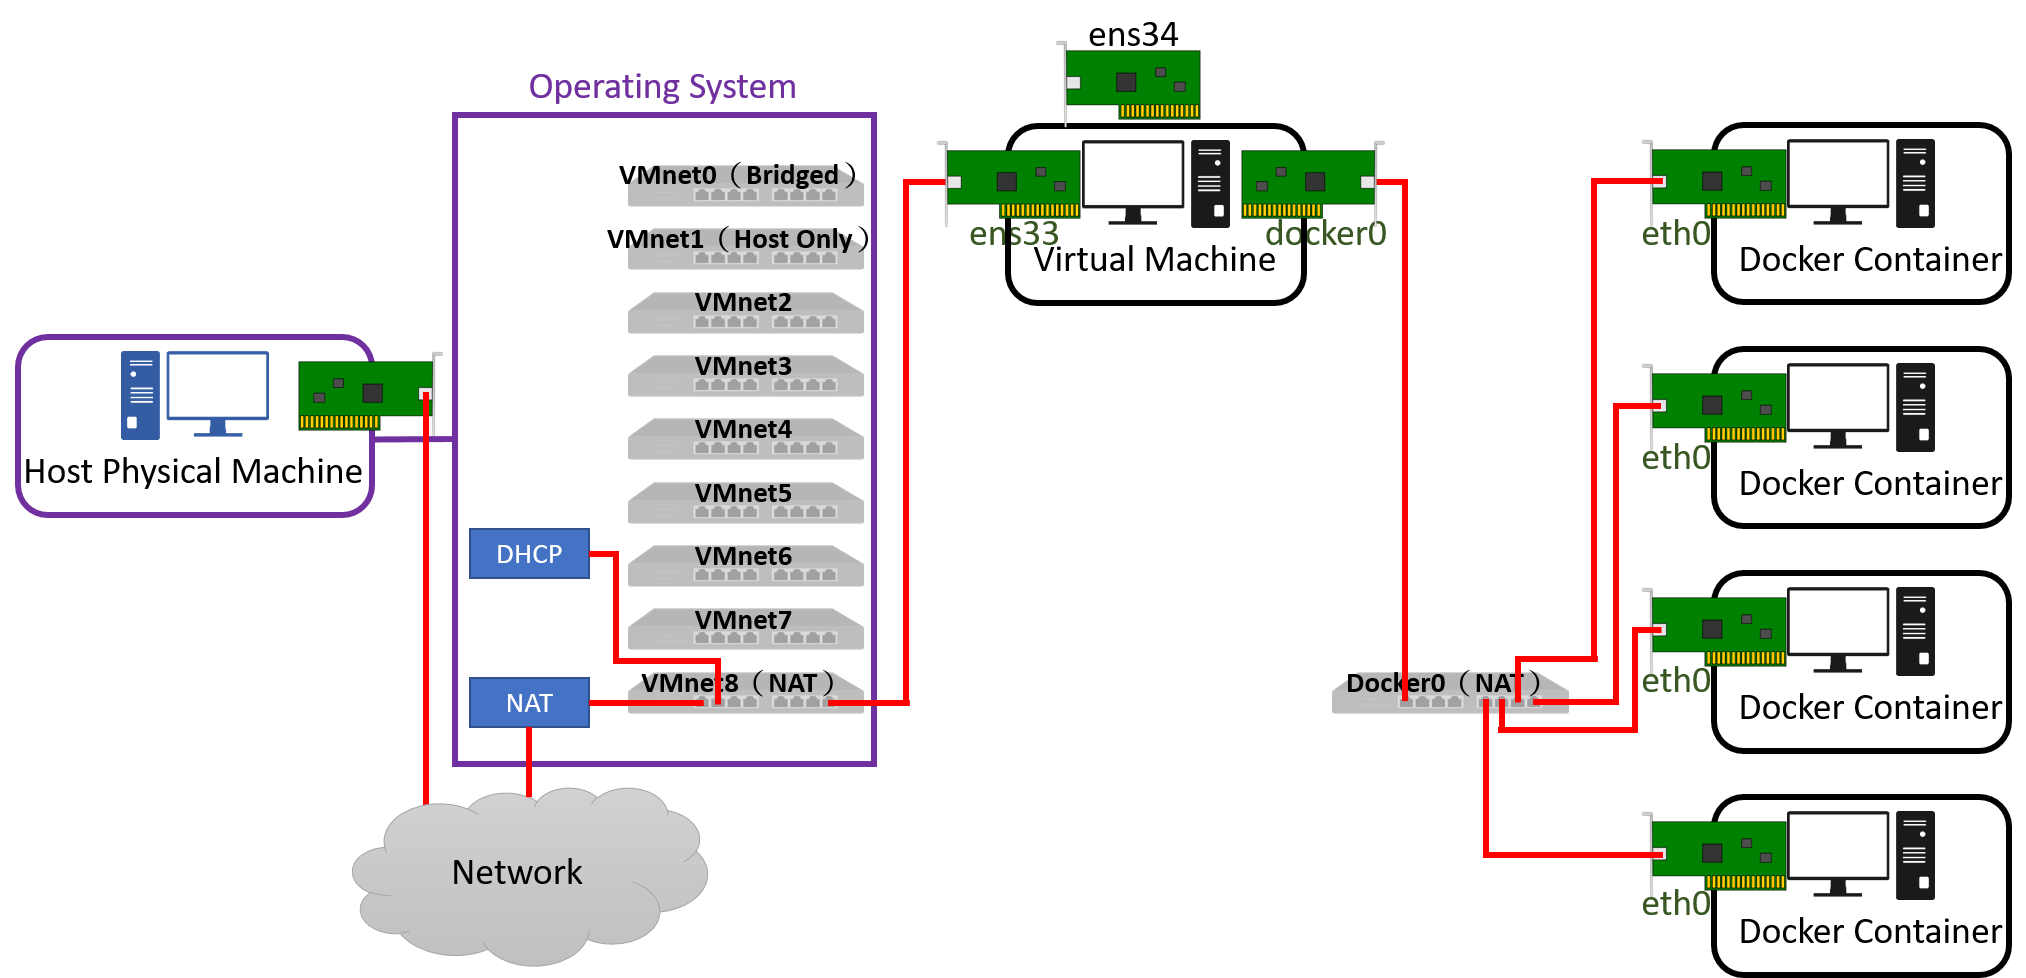 ens34
Operating System
VMnet0（Bridged）
VMnet1（Host Only）
VMnet2
VMnet3
VMnet4
VMnet5
VMnet6
VMnet7
VMnet8（NAT）
DHCP
NAT
Host Physical Machine
Network
ens33
docker0
Virtual Machine
Docker0（NAT）
eth0
Docker Container
eth0
Docker Container
eth0
Docker Container
eth0
Docker Container